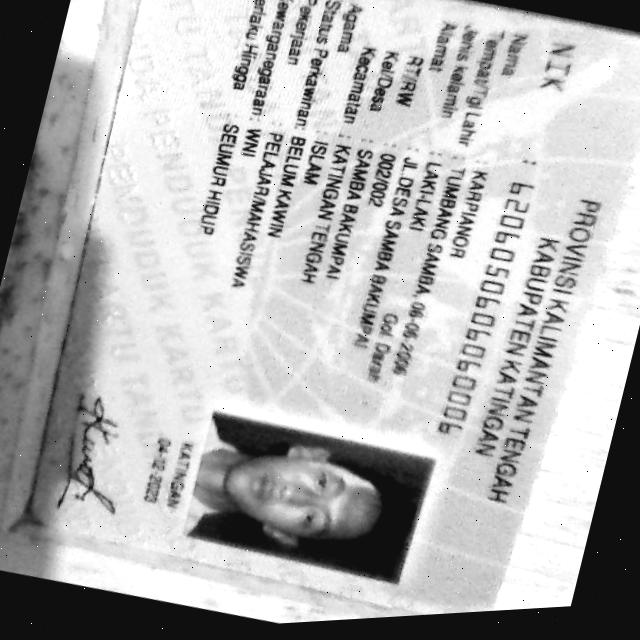 PROVINSI KALIMANTAN TENGAH
KABUPATEN KATINGAN
NIK : 6206050606060006
Nama : KARPIANOR
Tempat/Tgl Lahir : TUMBANG SAMBA, 06-06-2006
Jenis Kelamin : LAKI-LAKI Gol. Darah
Alamat : JL.DESA SAMBA BAKUMPAI
RT/RW : 002/002
Kel/Desa : SAMBA BAKUMPAI
Kecamatan : KATINGAN TENGAH
Agama : ISLAM
Status Perkawinan: BELUM KAWIN
Pekerjaan : PELAJAR/MAHASISWA
Kewarganegaraan: WNI
Berlaku Hingga : SEUMUR HIDUP
KATINGAN
04-12-2023